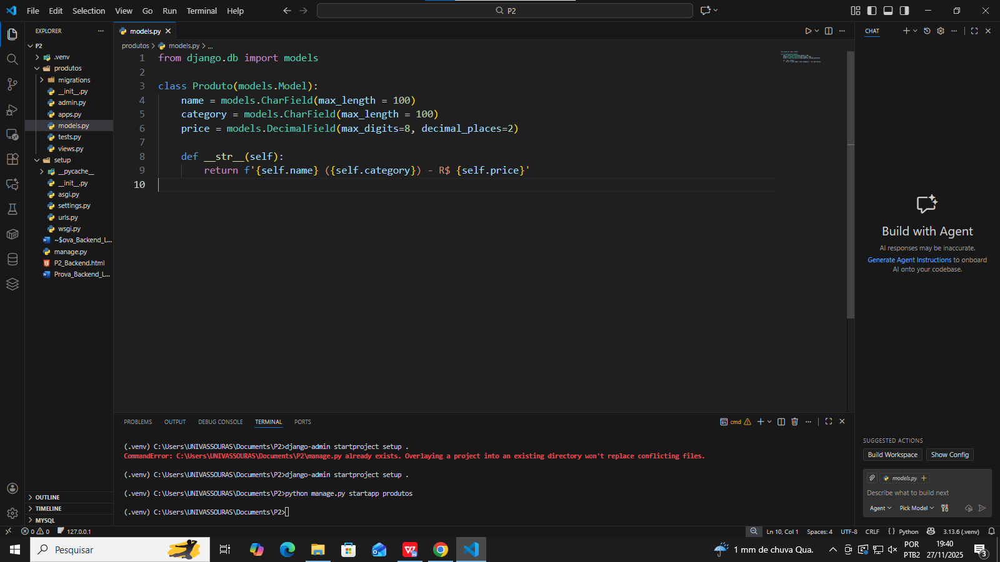 File Edit Selection View Go Run Terminal Help
P2
EXPLORER
P2
.venv
produtos
migrations
__init__.py
admin.py
apps.py
models.py
tests.py
views.py
setup
__pycache__
__init__.py
asgi.py
settings.py
urls.py
wsgi.py
~$ova_Backend_L...
manage.py
P2_Backend.html
Prova_Backend_L...
OUTLINE
TIMELINE
MYSQL
models.py
produtos > models.py > ...
1 from django.db import models
2
3 class Produto(models.Model):
4 name = models.CharField(max_length = 100)
5 category = models.CharField(max_length = 100)
6 price = models.DecimalField(max_digits=8, decimal_places=2)
7
8 def __str__(self):
9 return f'{self.name} ({self.category}) - R$ {self.price}'
10
PROBLEMS OUTPUT DEBUG CONSOLE TERMINAL PORTS
cmd
(.venv) C:\Users\UNIVASSOURAS\Documents\P2>django-admin startproject setup .
CommandError: C:\Users\UNIVASSOURAS\Documents\P2\manage.py already exists. Overlaying a project into an existing directory won't replace conflicting files.
(.venv) C:\Users\UNIVASSOURAS\Documents\P2>django-admin startproject setup .
(.venv) C:\Users\UNIVASSOURAS\Documents\P2>python manage.py startapp produtos
(.venv) C:\Users\UNIVASSOURAS\Documents\P2>
CHAT
Build with Agent
AI responses may be inaccurate.
Generate Agent Instructions to onboard
AI onto your codebase.
SUGGESTED ACTIONS
Build Workspace Show Config
models.py
Describe what to build next
Agent Pick Model
0 0 127.0.0.1
Ln 10, Col 1 Spaces: 4 UTF-8 CRLF { } Python 3.13.6 (.venv)
Pesquisar
1 mm de chuva Qua.
POR
PTB2
19:40
27/11/2025
3